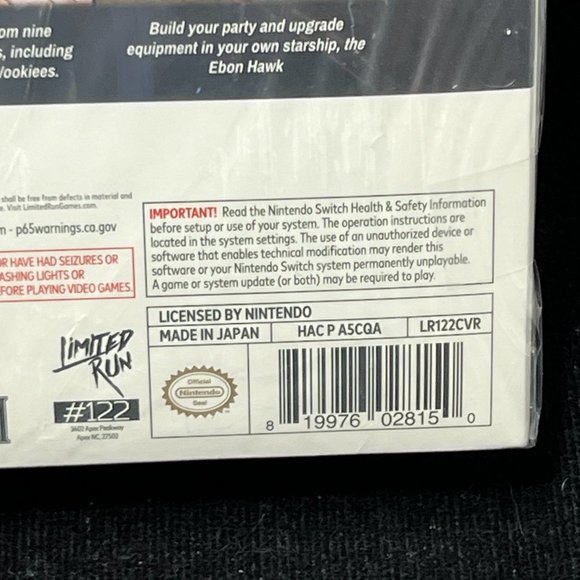 om nine
s, including
ookiees.
Build your party and upgrade
equipment in your own starship, the
Ebon Hawk
shall be free from defects in material and
e. Visit LimitedRunGames.com.
m - p65warnings.ca.gov
OR HAVE HAD SEIZURES OR
ASHING LIGHTS OR
FORE PLAYING VIDEO GAMES.
IMPORTANT! Read the Nintendo Switch Health & Safety Information
before setup or use of your system. The operation instructions are
located in the system settings. The use of an unauthorized device or
software that enables technical modification may render this
software or your Nintendo Switch system permanently unplayable.
A game or system update (or both) may be required to play.
LICENSED BY NINTENDO
MADE IN JAPAN HAC P A5CQA LR122CVR
LIMITED
RUN
#122
3602 Apex Peakway
Apex NC, 27502
Official
Nintendo
Seal
8 19976 02815 0